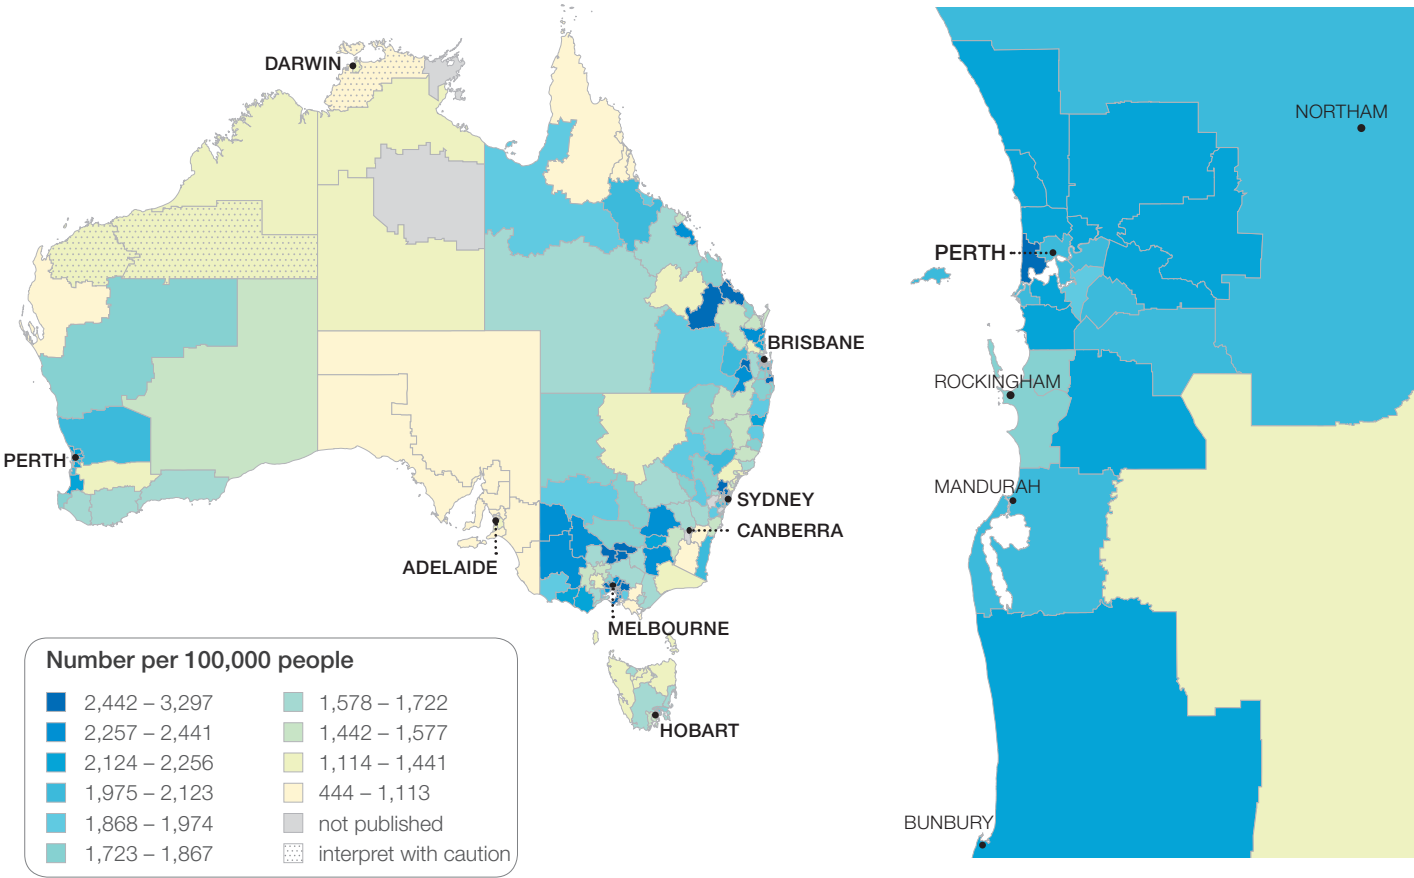 DARWIN
BRISBANE
PERTH
SYDNEY
CANBERRA
ADELAIDE
MELBOURNE
HOBART
Number per 100,000 people
2,442 – 3,297
2,257 – 2,441
2,124 – 2,256
1,975 – 2,123
1,868 – 1,974
1,723 – 1,867
1,578 – 1,722
1,442 – 1,577
1,114 – 1,441
444 – 1,113
not published
interpret with caution
NORTHAM
PERTH
ROCKINGHAM
MANDURAH
BUNBURY